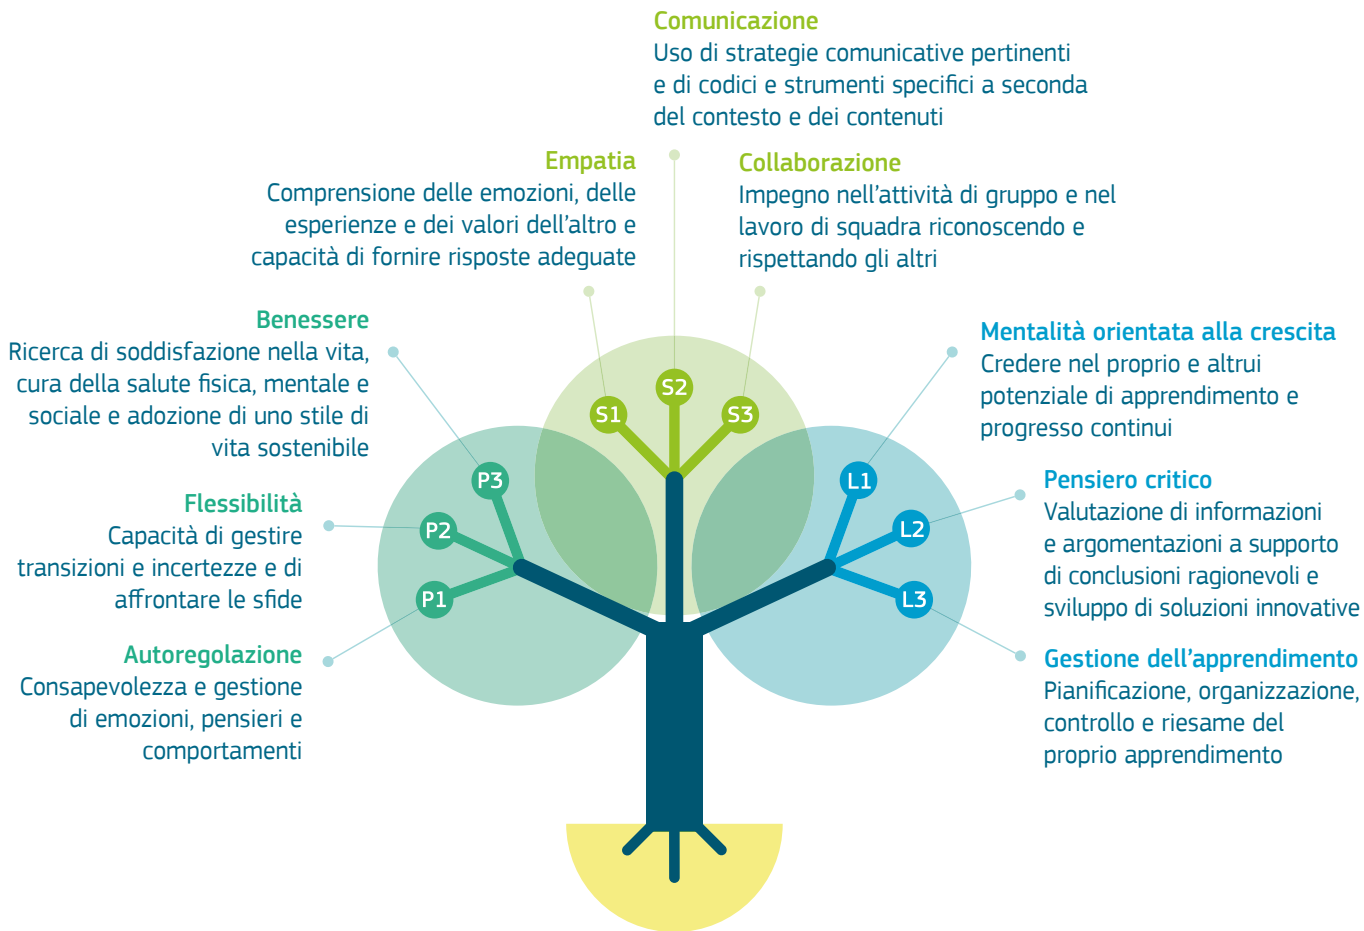 Comunicazione
Uso di strategie comunicative pertinenti
e di codici e strumenti specifici a seconda
del contesto e dei contenuti
Empatia
Comprensione delle emozioni, delle
esperienze e dei valori dell'altro e
capacità di fornire risposte adeguate
Collaborazione
Impegno nell'attività di gruppo e nel
lavoro di squadra riconoscendo e
rispettando gli altri
Benessere
Ricerca di soddisfazione nella vita,
cura della salute fisica, mentale e
sociale e adozione di uno stile di
vita sostenibile
Flessibilità
Capacità di gestire
transizioni e incertezze e di
affrontare le sfide
Autoregolazione
Consapevolezza e gestione
di emozioni, pensieri e
comportamenti
S1
S2
S3
P3
P2
P1
L1
L2
L3
Mentalità orientata alla crescita
Credere nel proprio e altrui
potenziale di apprendimento e
progresso continui
Pensiero critico
Valutazione di informazioni
e argomentazioni a supporto
di conclusioni ragionevoli e
sviluppo di soluzioni innovative
Gestione dell'apprendimento
Pianificazione, organizzazione,
controllo e riesame del
proprio apprendimento